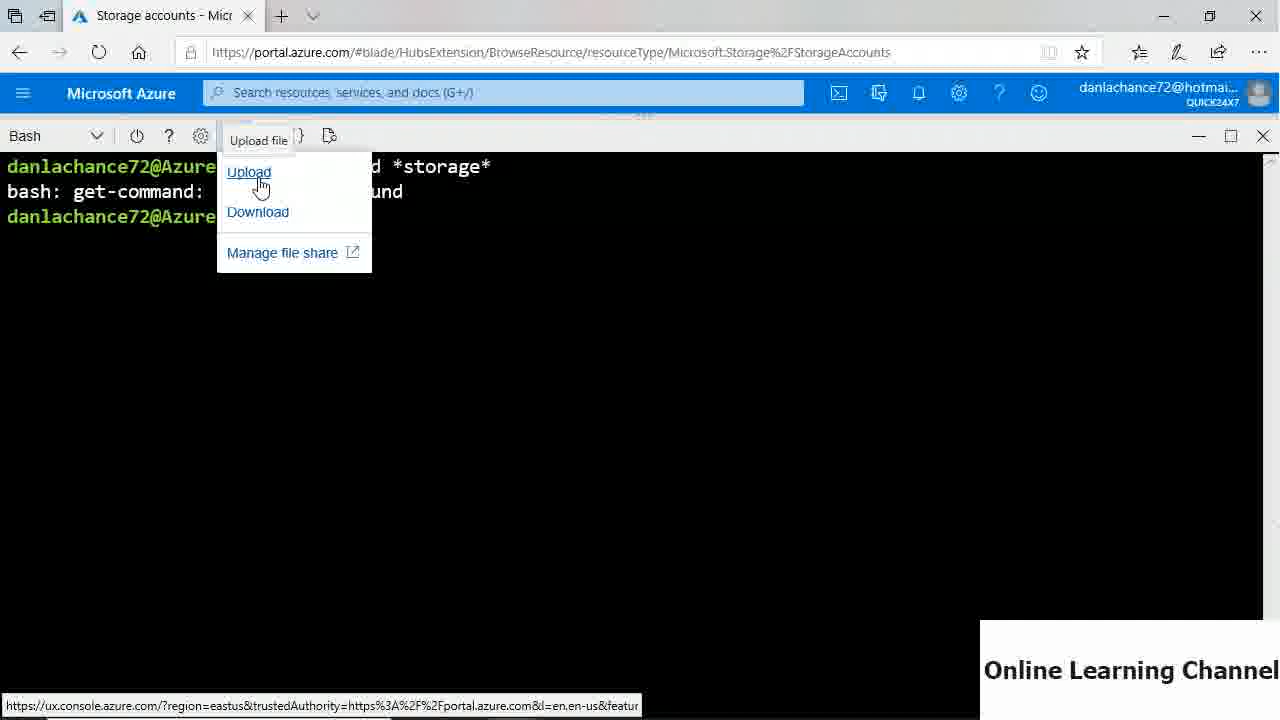 Storage accounts - Micr
https://portal.azure.com/#blade/HubsExtension/BrowseResource/resourceType/Microsoft.Storage%2FStorageAccounts
Microsoft Azure
Search resources, services, and docs (G+/)
danlachance72@hotmai...
QUICK24X7
Bash
Upload file
danlachance72@Azure d *storage*
Upload
bash: get-command: und
Download
danlachance72@Azure
Manage file share
Online Learning Channel
https://ux.console.azure.com/?region=eastus&trustedAuthority=https%3A%2F%2Fportal.azure.com&l=en.en-us&featur